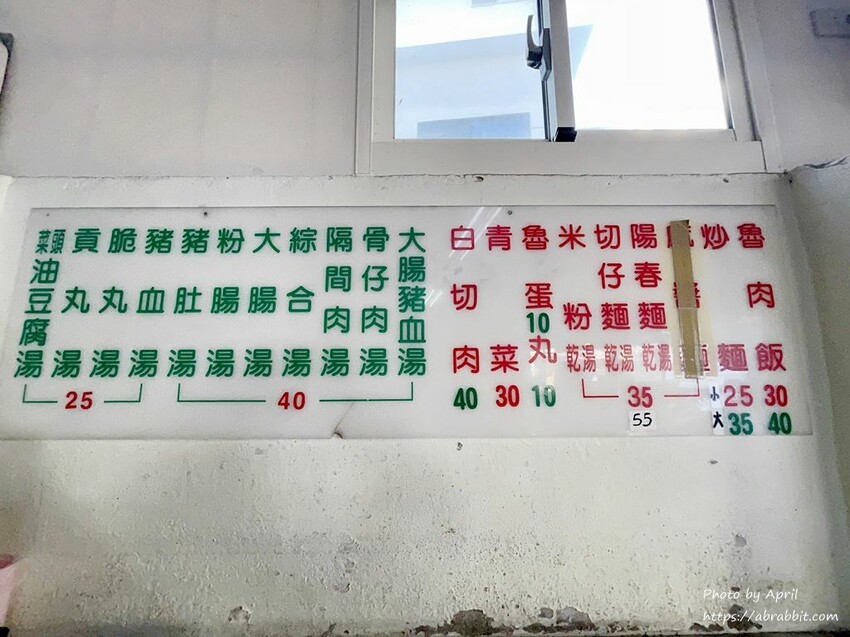 魯肉飯 30 40
炒麵 小 25 大 35
陽春麵 乾湯
切仔麵 乾湯
米粉 乾湯
35
55
魯蛋 10 丸 10
青菜 30
白切肉 40
大腸豬血湯
骨仔肉湯
隔間肉湯
綜合湯
大腸湯
粉腸湯
豬肚湯
40
豬血湯
脆丸湯
貢丸湯
菜頭油豆腐湯
25
Photo by April
https://abrabbit.com